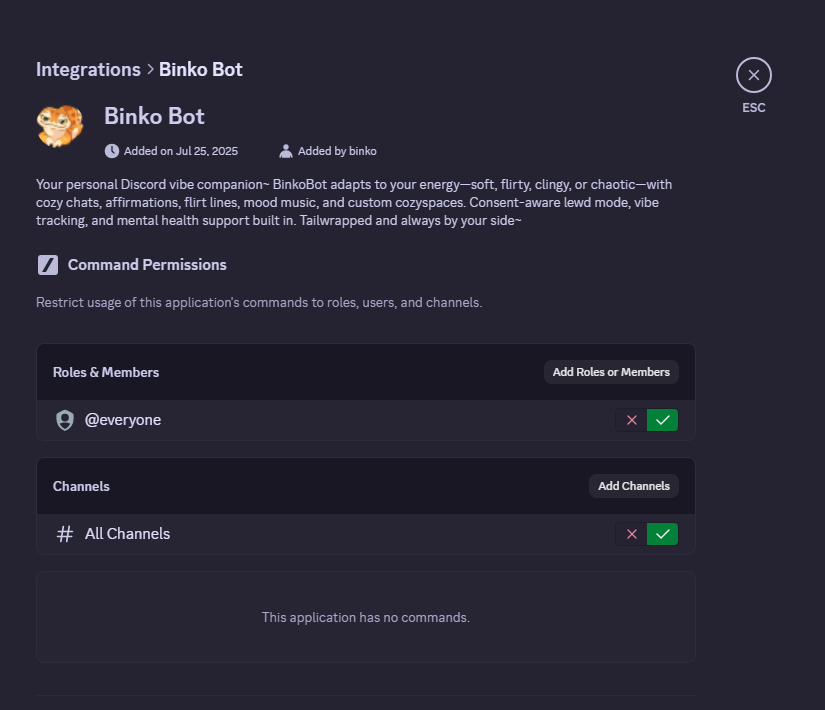 Integrations > Binko Bot
ESC
Binko Bot
Added on Jul 25, 2025 Added by binko
Your personal Discord vibe companion~ BinkoBot adapts to your energy—soft, flirty, clingy, or chaotic—with
cozy chats, affirmations, flirt lines, mood music, and custom cozyspaces. Consent-aware lewd mode, vibe
tracking, and mental health support built in. Tailwrapped and always by your side~
Command Permissions
Restrict usage of this application's commands to roles, users, and channels.
Roles & Members Add Roles or Members
@everyone
Channels Add Channels
# All Channels
This application has no commands.